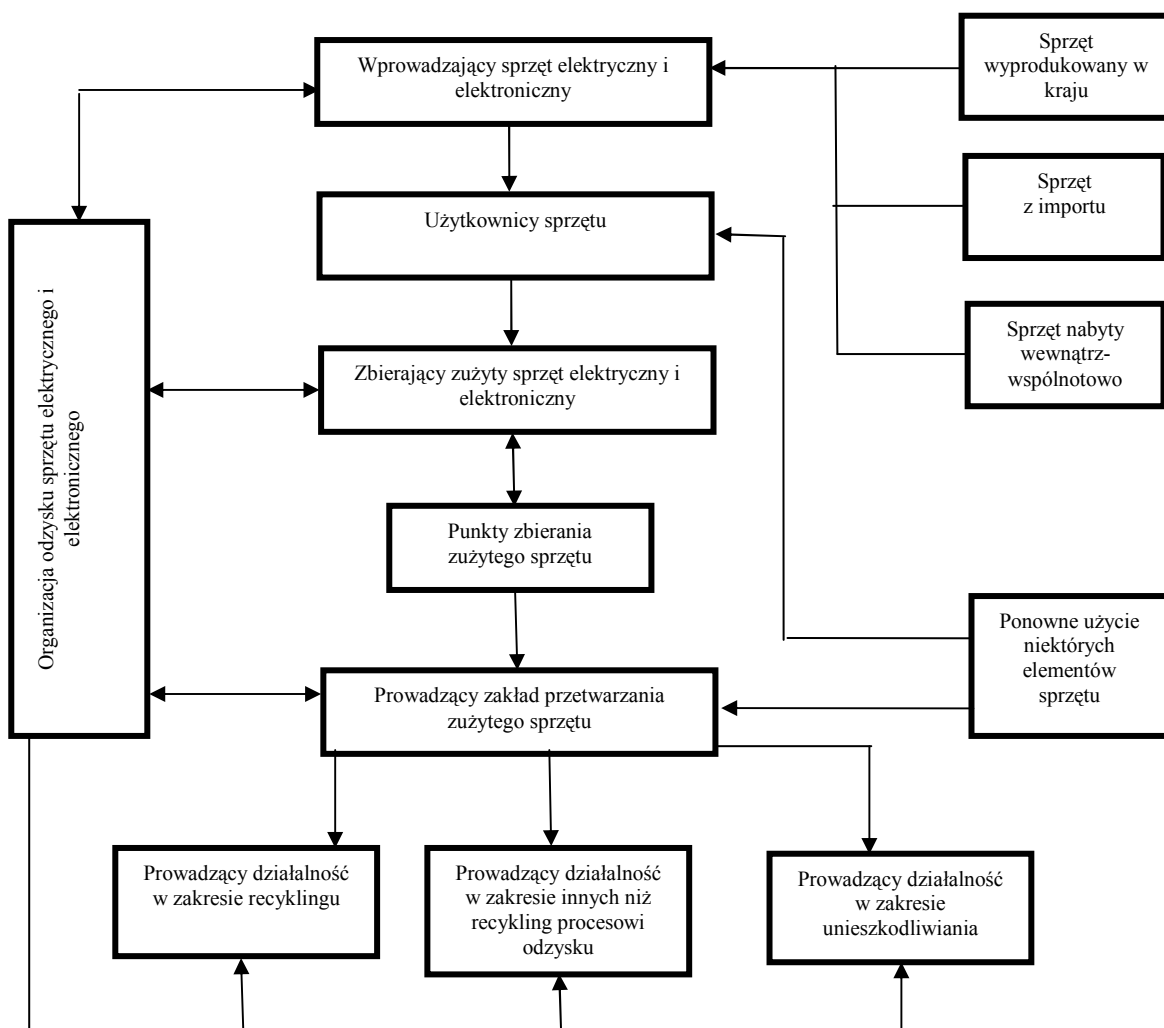 Wprowadzający sprzęt elektryczny i
elektroniczny
Sprzęt
wyprodukowany w
kraju
Użytkownicy sprzętu
Sprzęt
z importu
Organizacja odzysku sprzętu elektrycznego i
elektronicznego
Zbierający zużyty sprzęt elektryczny i
elektroniczny
Sprzęt nabyty
wewnątrz-
wspólnotowo
Punkty zbierania
zużytego sprzętu
Ponowne użycie
niektórych
elementów
sprzętu
Prowadzący zakład przetwarzania
zużytego sprzętu
Prowadzący działalność
w zakresie recyklingu
Prowadzący działalność
w zakresie innych niż
recykling procesowi
odzysku
Prowadzący działalność
w zakresie
unieszkodliwiania